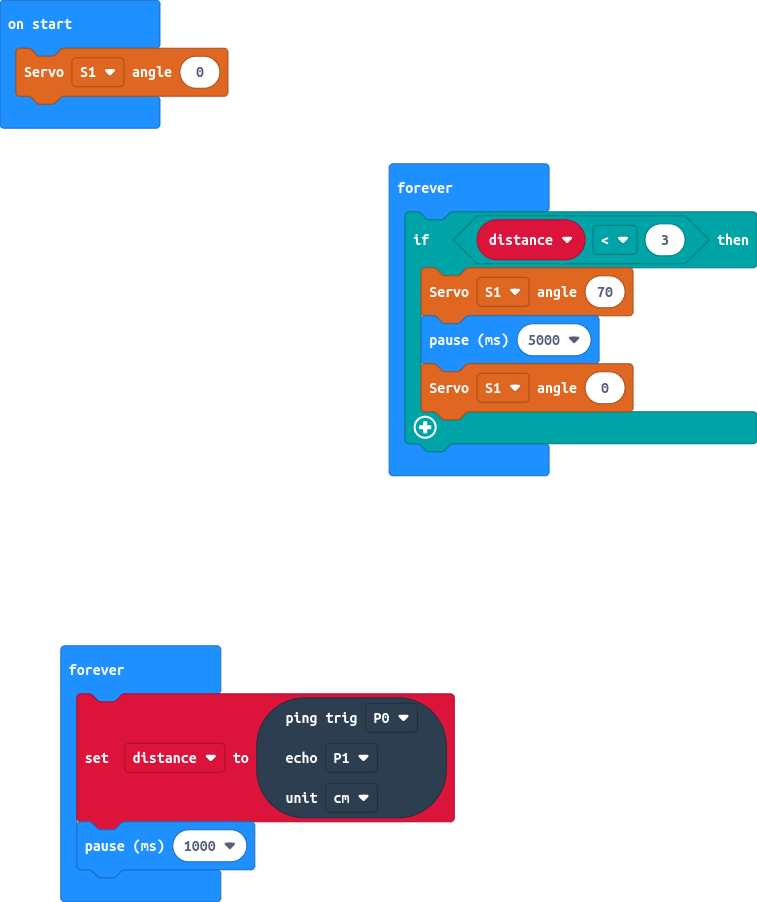 on start
Servo S1 angle 0
forever
if distance < 3 then
Servo S1 angle 70
pause (ms) 5000
Servo S1 angle 0
forever
ping trig P0
set distance to echo P1
unit cm
pause (ms) 1000